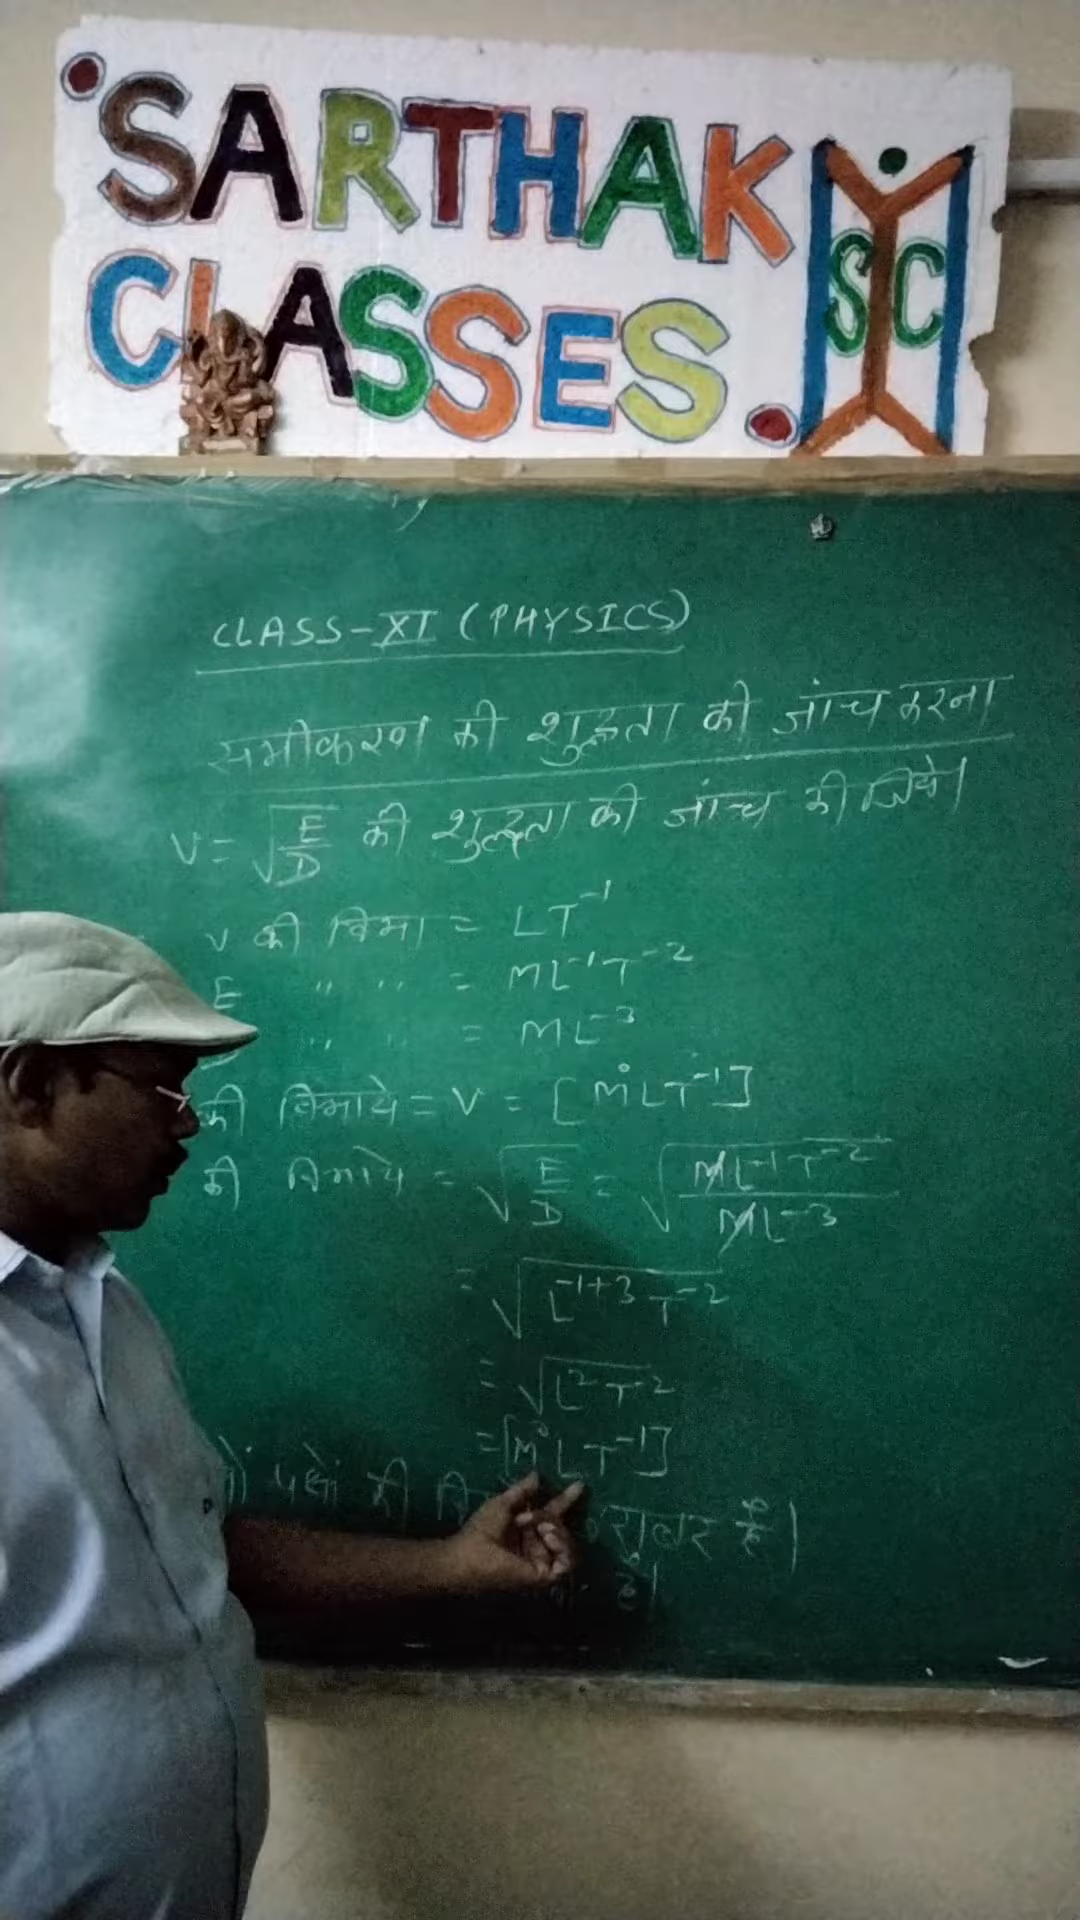 SARTHAK
CLASSES
SC
CLASS-XI (PHYSICS)
समीकरण की शुद्धता की जांच करना
V = √E/D की शुद्धता की जांच कीजिये।
V की विमा = LT⁻¹
E " " = ML⁻¹T⁻²
" " = ML⁻³
की विमाये = V = [M⁰LT⁻¹]
की विमाये = √E/D = √ML⁻¹T⁻²/ML⁻³
= √L⁻¹⁺³T⁻²
= √L²T⁻²
= [M⁰LT⁻¹]
पक्षों की बराबर है।
है।